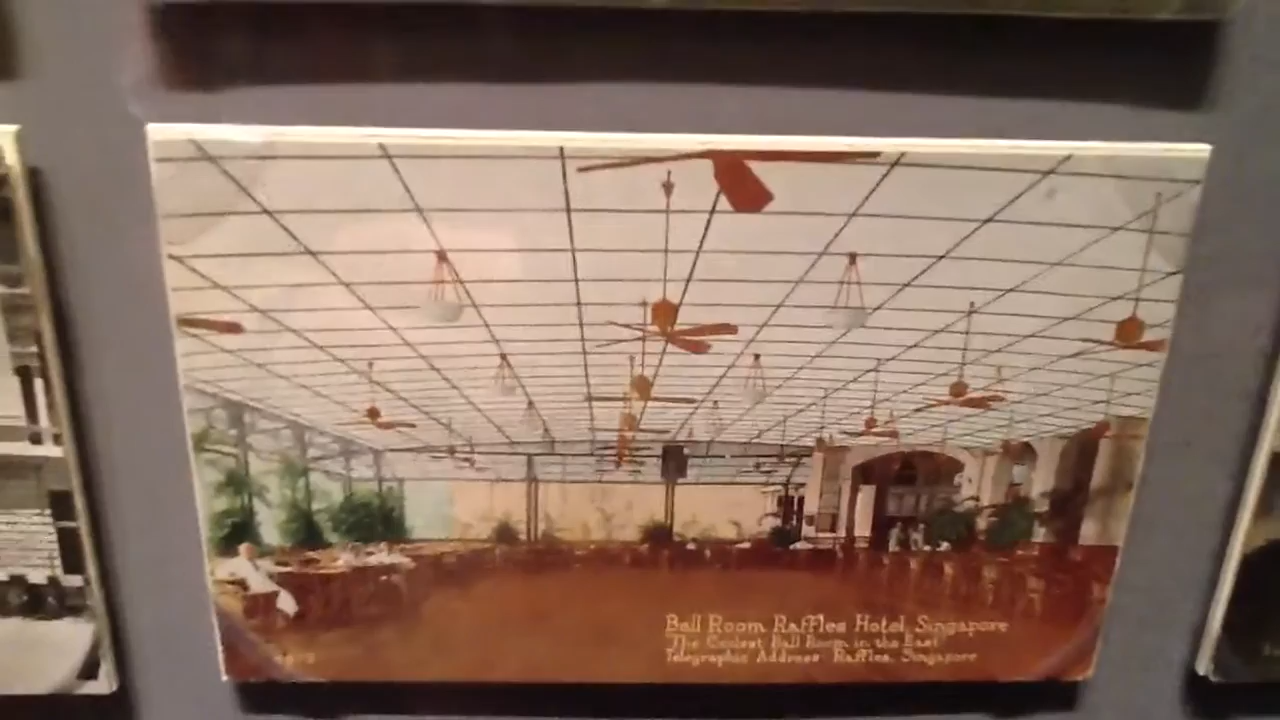 Ball Room Raffles Hotel, Singapore
The Coolest Ball Room in the East
Telegraphic Address Raffles, Singapore